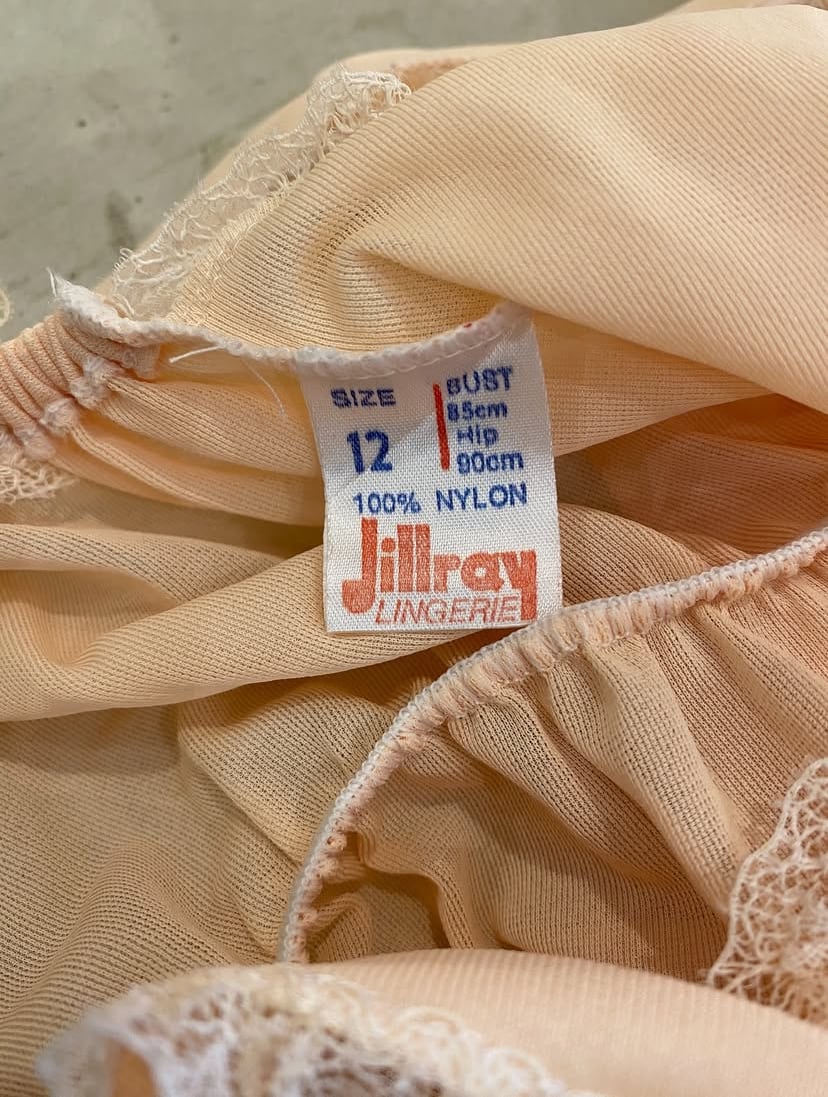 SIZE
12
BUST
85cm
Hip
90cm
100% NYLON
Jillray
LINGERIE